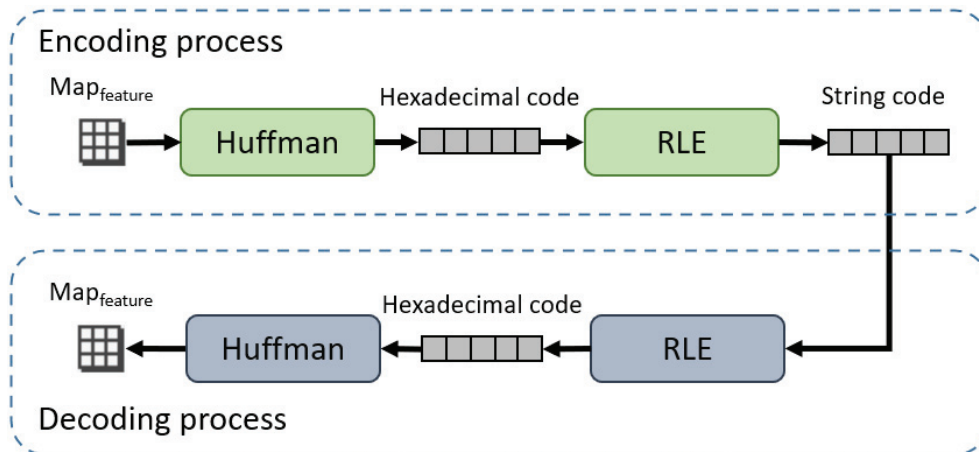 Encoding process
Map_feature
Hexadecimal code
String code
Huffman
RLE
Map_feature
Hexadecimal code
Huffman
RLE
Decoding process